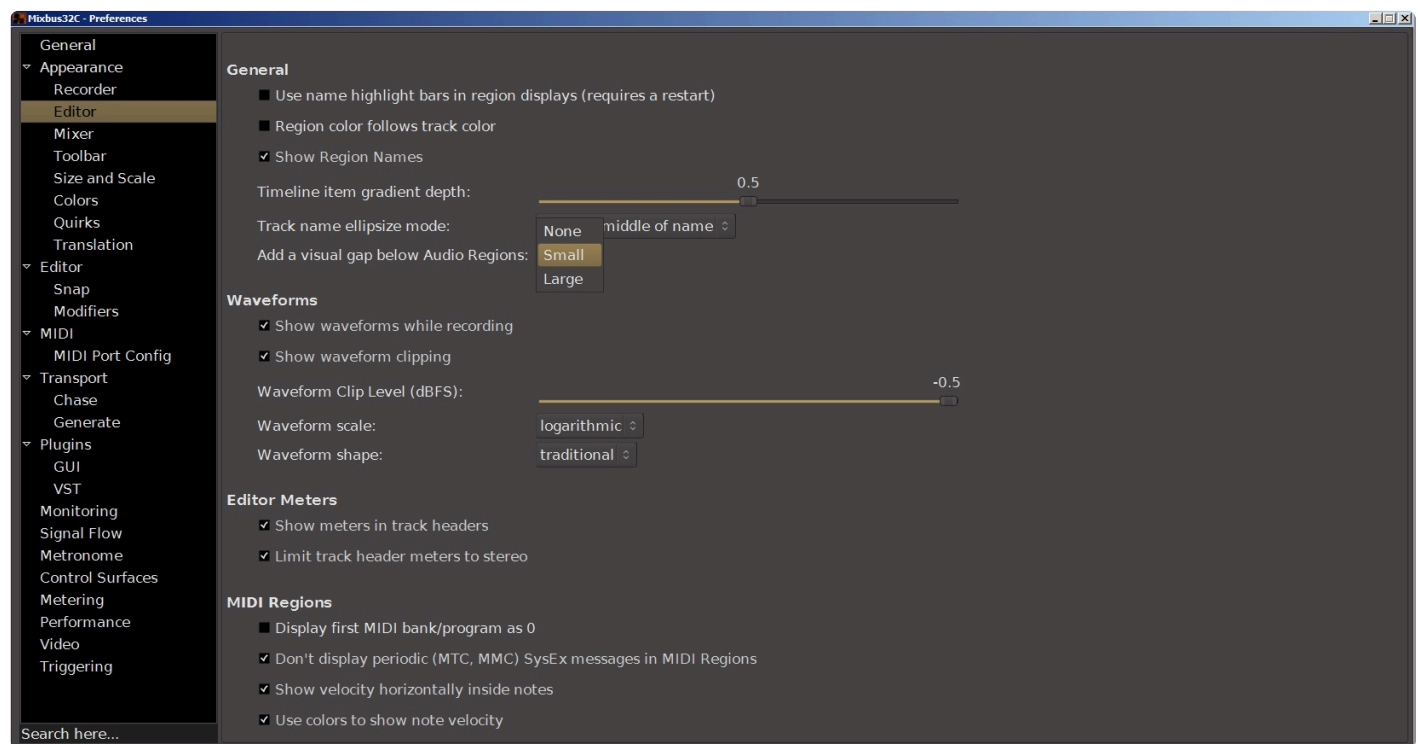 Mixbus32C - Preferences
General
Appearance
Recorder
Editor
Mixer
Toolbar
Size and Scale
Colors
Quirks
Translation
Editor
Snap
Modifiers
MIDI
MIDI Port Config
Transport
Chase
Generate
Plugins
GUI
VST
Monitoring
Signal Flow
Metronome
Control Surfaces
Metering
Performance
Video
Triggering
Search here...
General
Use name highlight bars in region displays (requires a restart)
Region color follows track color
Show Region Names
Timeline item gradient depth:
0.5
Track name ellipsize mode:
middle of name
Add a visual gap below Audio Regions:
None
Small
Large
Waveforms
Show waveforms while recording
Show waveform clipping
Waveform Clip Level (dBFS):
-0.5
Waveform scale:
logarithmic
Waveform shape:
traditional
Editor Meters
Show meters in track headers
Limit track header meters to stereo
MIDI Regions
Display first MIDI bank/program as 0
Don't display periodic (MTC, MMC) SysEx messages in MIDI Regions
Show velocity horizontally inside notes
Use colors to show note velocity